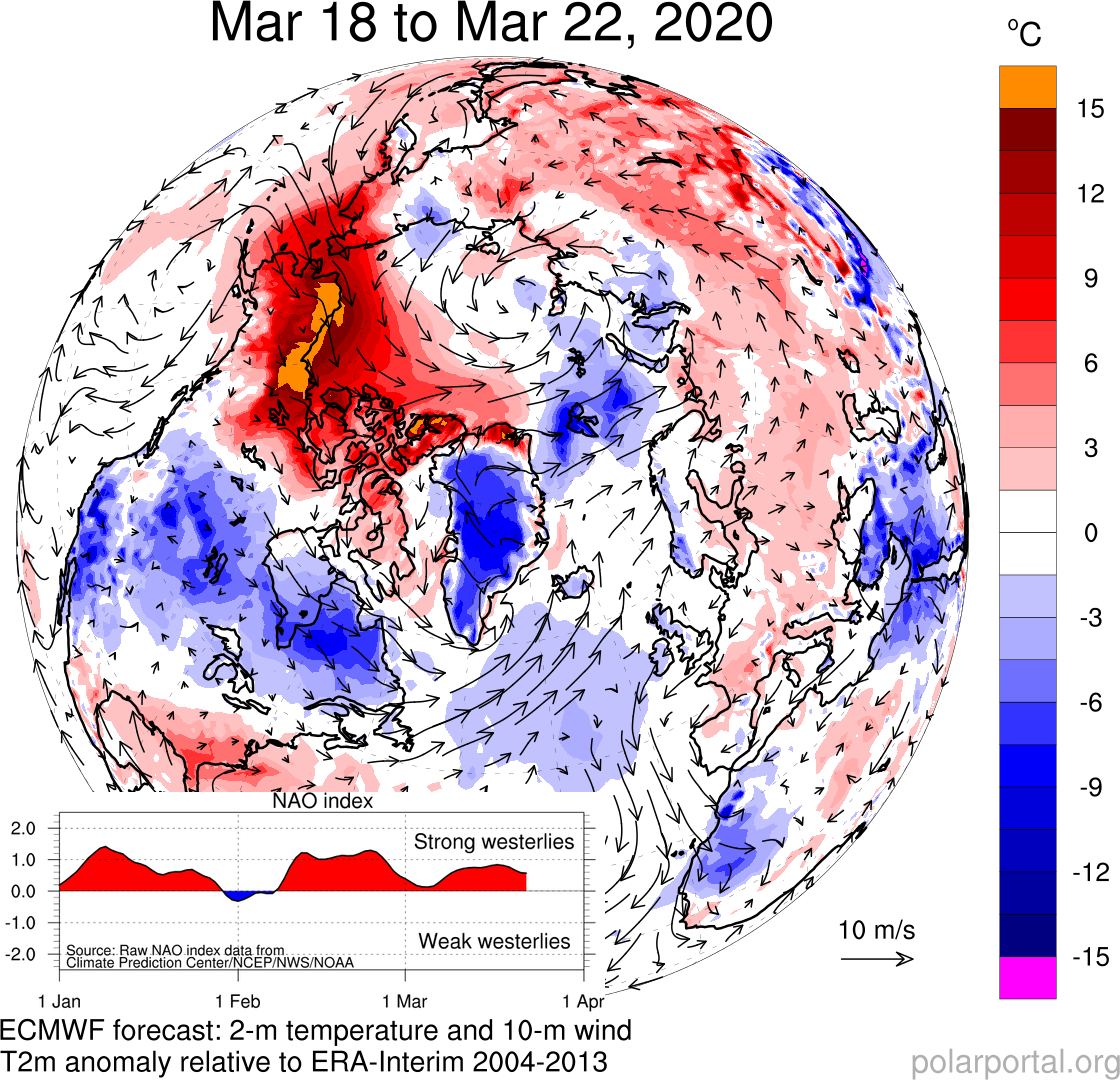 Mar 18 to Mar 22, 2020
oC
15
12
9
6
3
0
-3
-6
-9
-12
-15
NAO index
2.0
1.0
0.0
-1.0
-2.0
Strong westerlies
Weak westerlies
Source: Raw NAO index data from
Climate Prediction Center/NCEP/NWS/NOAA
1 Jan
1 Feb
1 Mar
1 Apr
10 m/s
ECMWF forecast: 2-m temperature and 10-m wind
T2m anomaly relative to ERA-Interim 2004-2013
polarportal.org